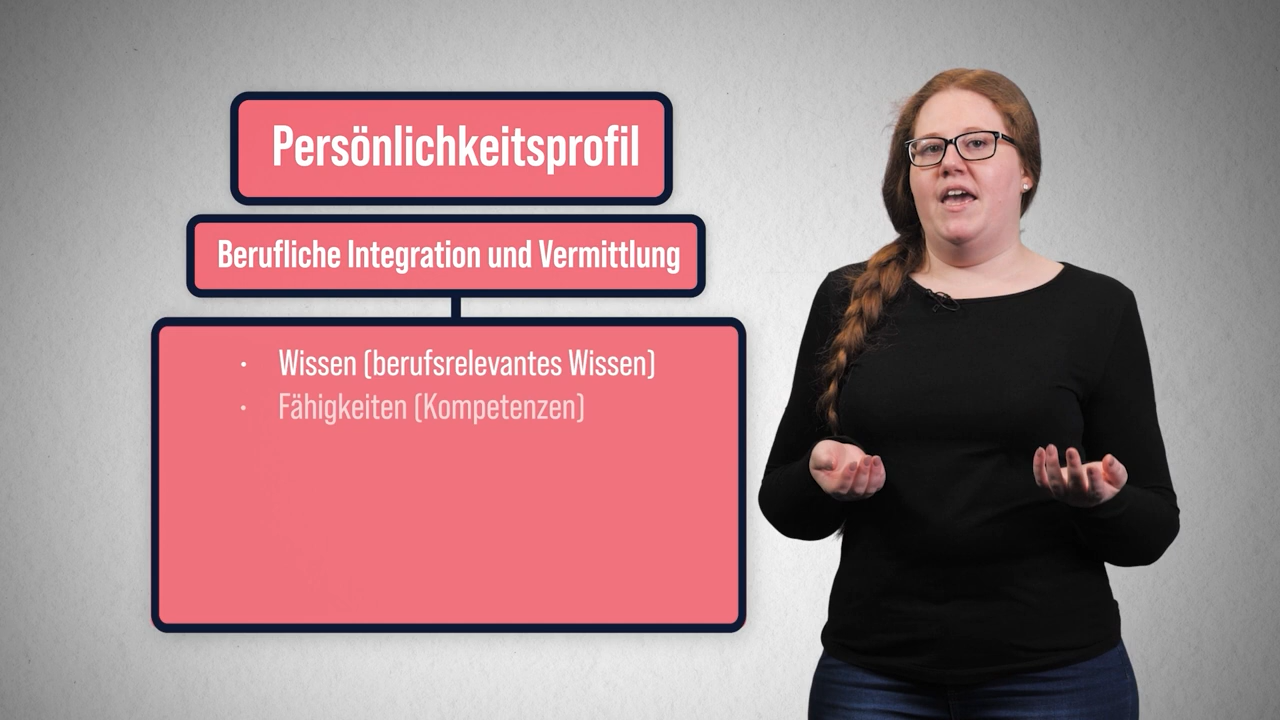 Persönlichkeitsprofil
Berufliche Integration und Vermittlung
· Wissen (berufsrelevantes Wissen)
· Fähigkeiten (Kompetenzen)